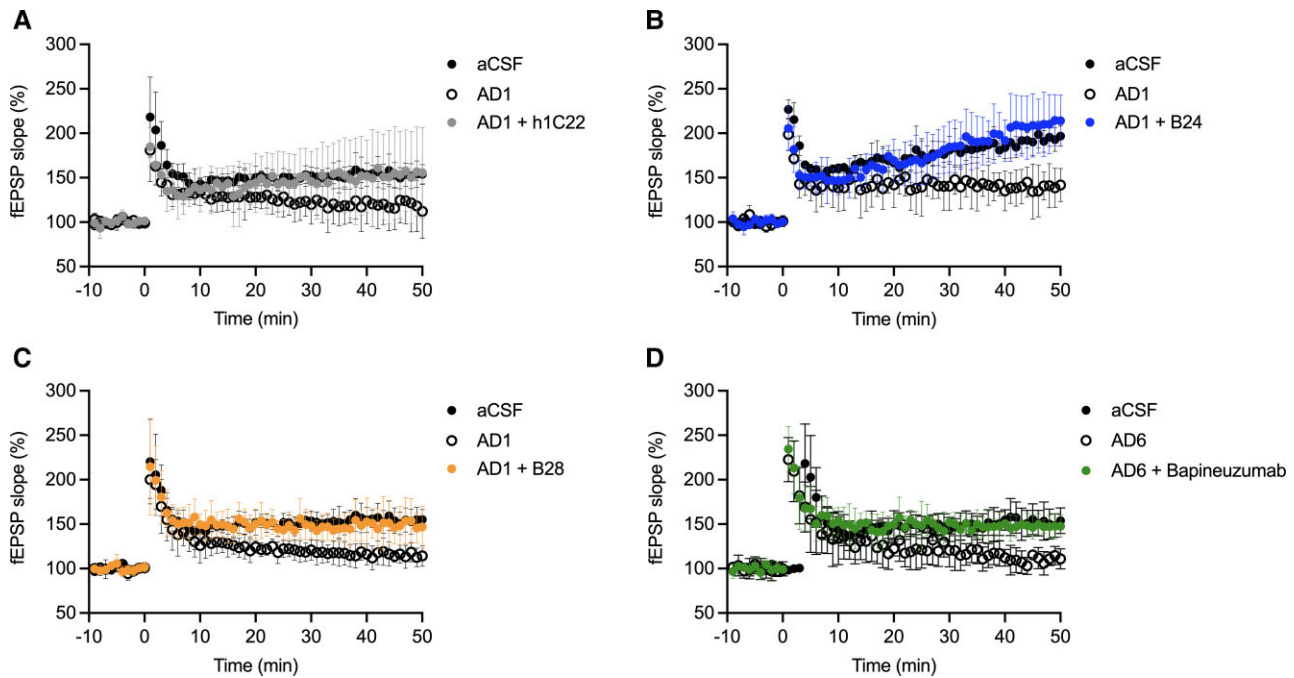 A
fEPSP slope (%)
300
250
200
150
100
50
-10 0 10 20 30 40 50
Time (min)
aCSF
AD1
AD1 + h1C22
B
fEPSP slope (%)
300
250
200
150
100
50
-10 0 10 20 30 40 50
Time (min)
aCSF
AD1
AD1 + B24
C
fEPSP slope (%)
300
250
200
150
100
50
-10 0 10 20 30 40 50
Time (min)
aCSF
AD1
AD1 + B28
D
fEPSP slope (%)
300
250
200
150
100
50
-10 0 10 20 30 40 50
Time (min)
aCSF
AD6
AD6 + Bapineuzumab